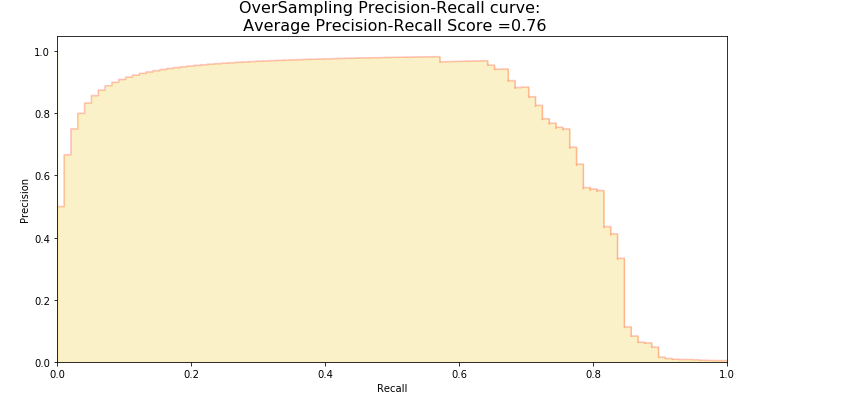 OverSampling Precision-Recall curve:
Average Precision-Recall Score =0.76
1.0
0.8
0.6
0.4
0.2
0.0
Precision
0.0 0.2 0.4 0.6 0.8 1.0
Recall